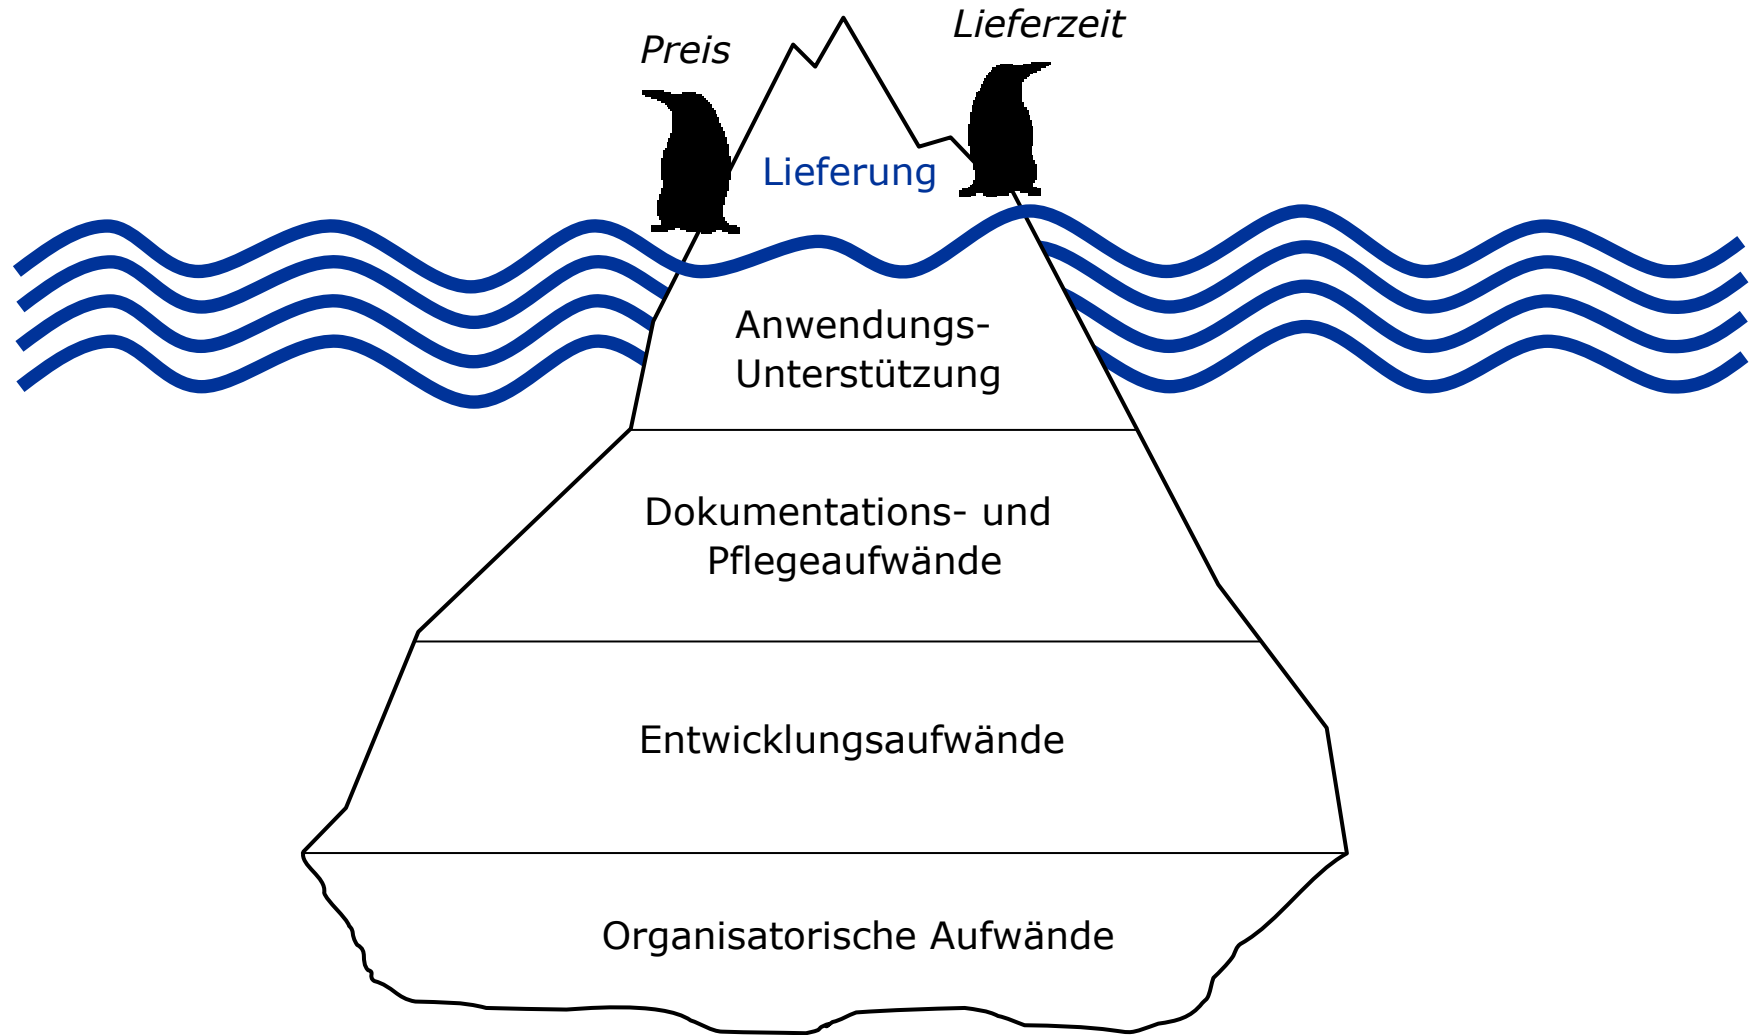 Preis
Lieferzeit
Lieferung
Anwendungs-
Unterstützung
Dokumentations- und
Pflegeaufwände
Entwicklungsaufwände
Organisatorische Aufwände